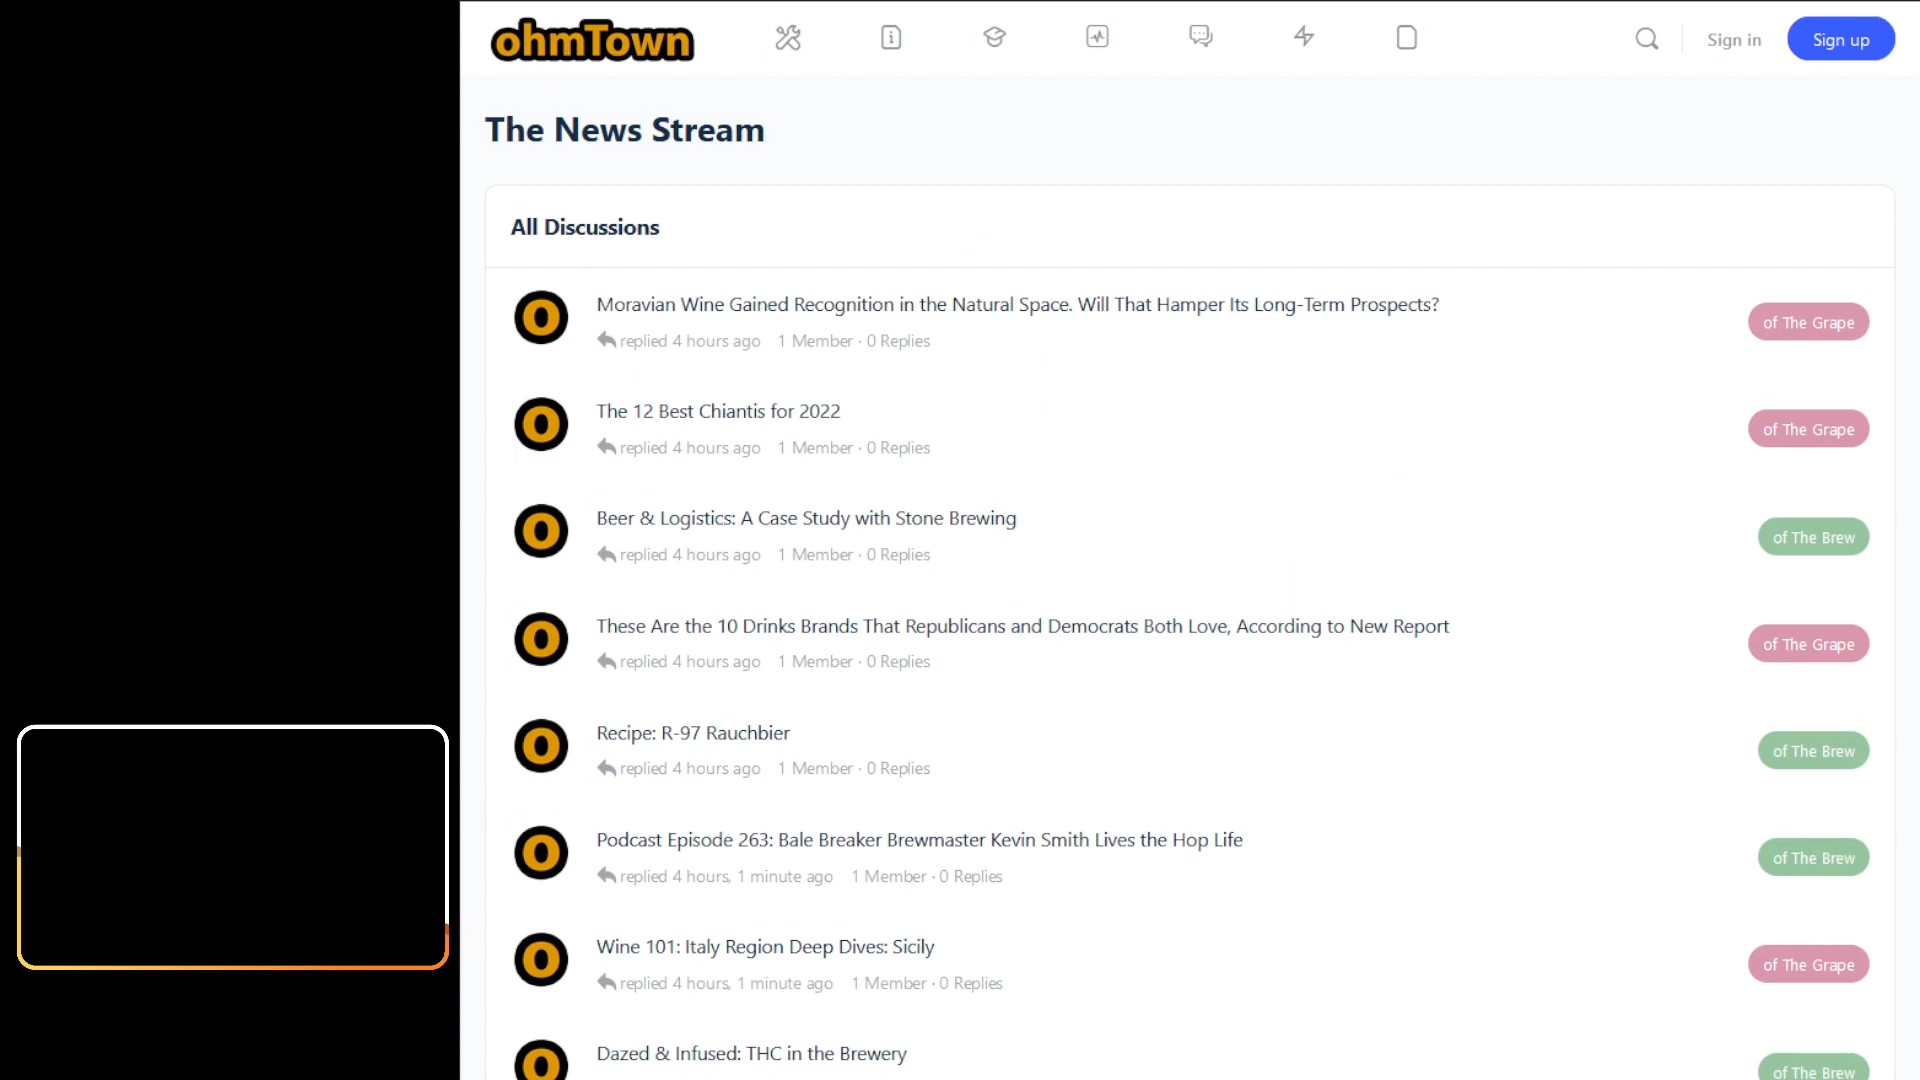 ohmTown
Sign in
Sign up
The News Stream
All Discussions
Moravian Wine Gained Recognition in the Natural Space. Will That Hamper Its Long-Term Prospects?
replied 4 hours ago 1 Member · 0 Replies
of The Grape
The 12 Best Chiantis for 2022
replied 4 hours ago 1 Member · 0 Replies
of The Grape
Beer & Logistics: A Case Study with Stone Brewing
replied 4 hours ago 1 Member · 0 Replies
of The Brew
These Are the 10 Drinks Brands That Republicans and Democrats Both Love, According to New Report
replied 4 hours ago 1 Member · 0 Replies
of The Grape
Recipe: R-97 Rauchbier
replied 4 hours ago 1 Member · 0 Replies
of The Brew
Podcast Episode 263: Bale Breaker Brewmaster Kevin Smith Lives the Hop Life
replied 4 hours, 1 minute ago 1 Member · 0 Replies
of The Brew
Wine 101: Italy Region Deep Dives: Sicily
replied 4 hours, 1 minute ago 1 Member · 0 Replies
of The Grape
Dazed & Infused: THC in the Brewery
of The Brew